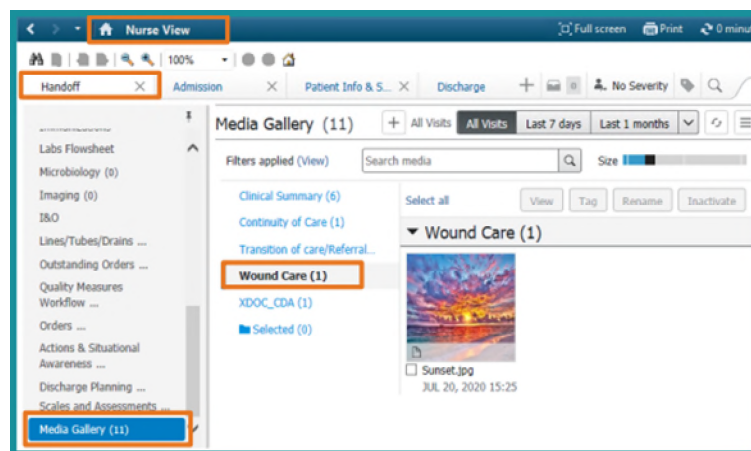 Nurse View
Full screen Print 0 minu
100%
Handoff Admission Patient Info & S... Discharge 0 No Severity
Media Gallery (11) All Visits All Visits Last 7 days Last 1 months
Filters applied (View) Search media Size
Labs Flowsheet
Microbiology (0)
Imaging (0)
I&O
Lines/Tubes/Drains ...
Outstanding Orders ...
Quality Measures
Workflow ...
Orders ...
Actions & Situational
Awareness ...
Discharge Planning ...
Scales and Assessments ...
Media Gallery (11)
Clinical Summary (6)
Continuity of Care (1)
Transition of care/Referral...
Wound Care (1)
XDOC_CDA (1)
Selected (0)
Select all View Tag Rename Inactivate
Wound Care (1)
Sunset.jpg
JUL 20, 2020 15:25